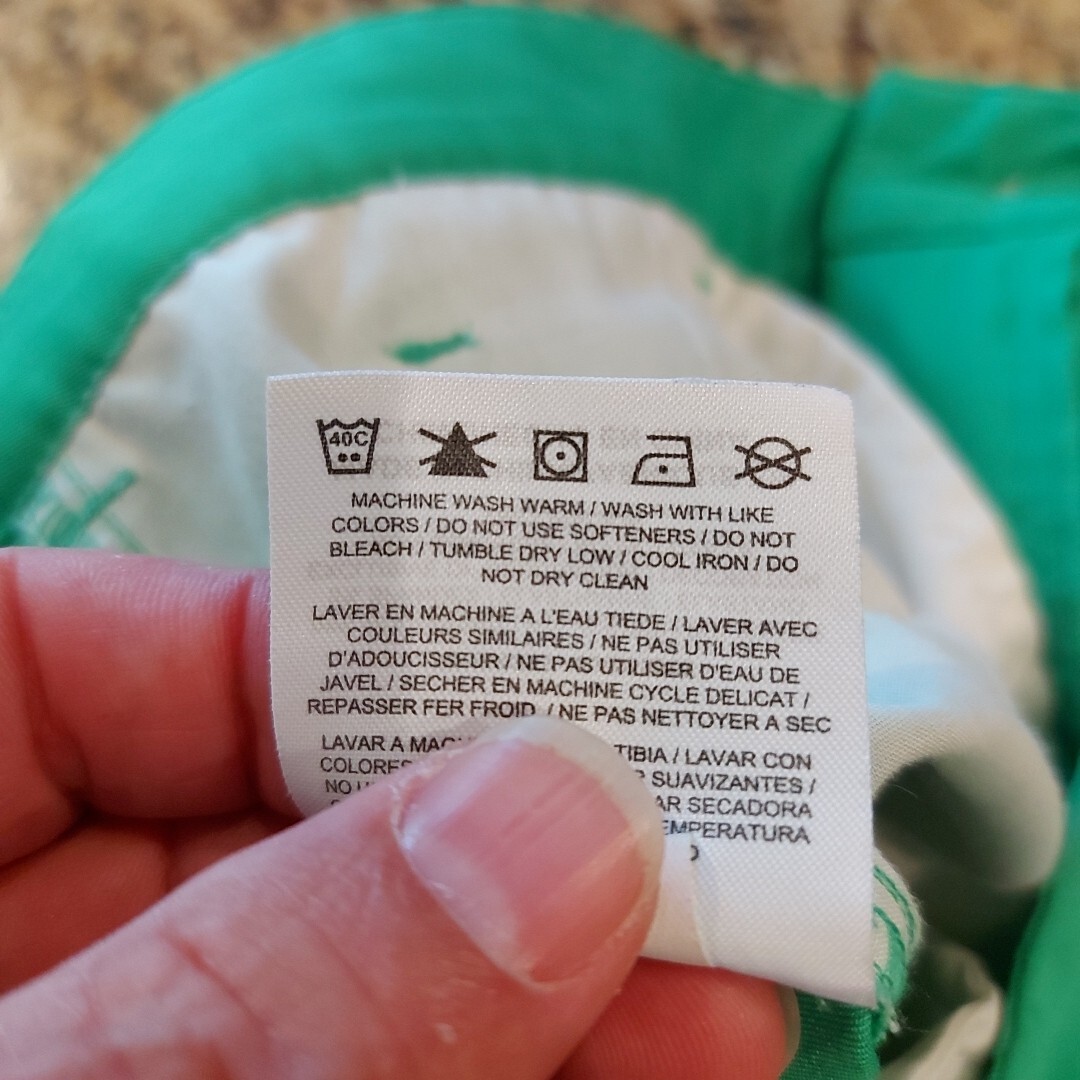 40C
MACHINE WASH WARM / WASH WITH LIKE
COLORS / DO NOT USE SOFTENERS / DO NOT
BLEACH / TUMBLE DRY LOW / COOL IRON / DO
NOT DRY CLEAN
LAVER EN MACHINE A L'EAU TIEDE / LAVER AVEC
COULEURS SIMILAIRES / NE PAS UTILISER
D'ADOUCISSEUR / NE PAS UTILISER D'EAU DE
JAVEL / SECHER EN MACHINE CYCLE DELICAT /
REPASSER FER FROID / NE PAS NETTOYER A SEC
LAVAR A / LAVAR CON
SUAVIZANTES /
SECADORA